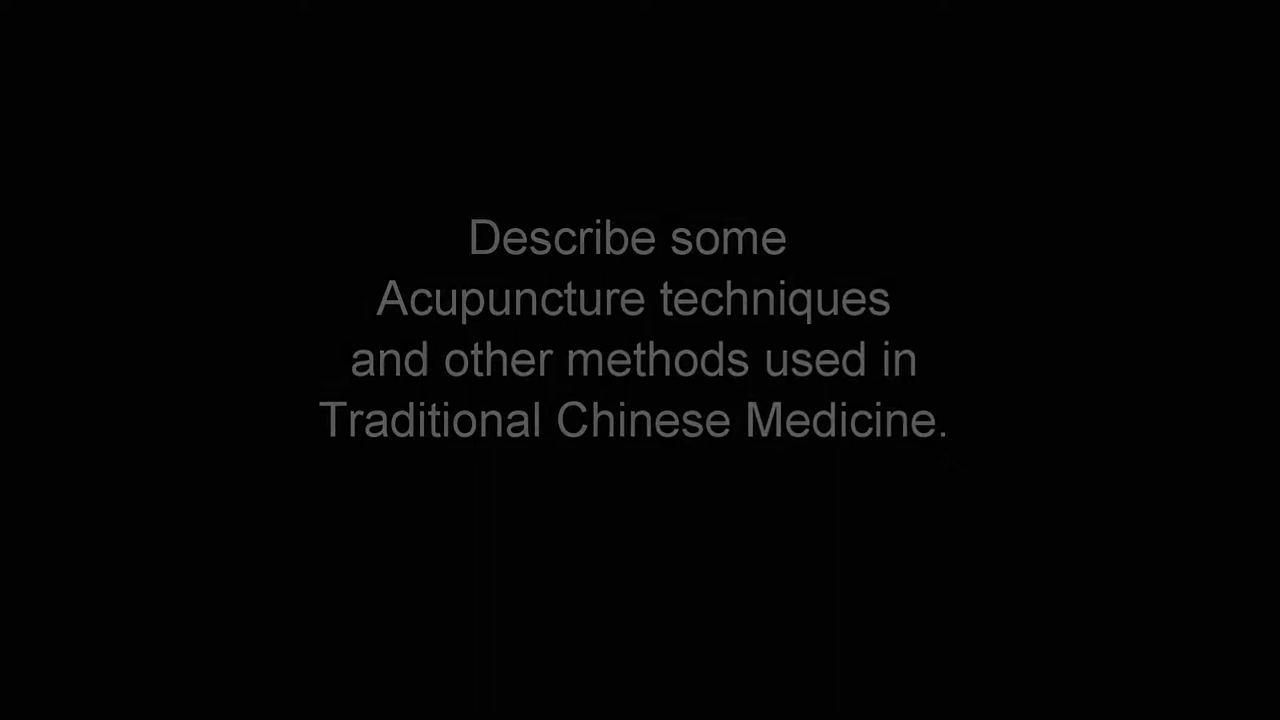 Describe some
Acupuncture techniques
and other methods used in
Traditional Chinese Medicine.